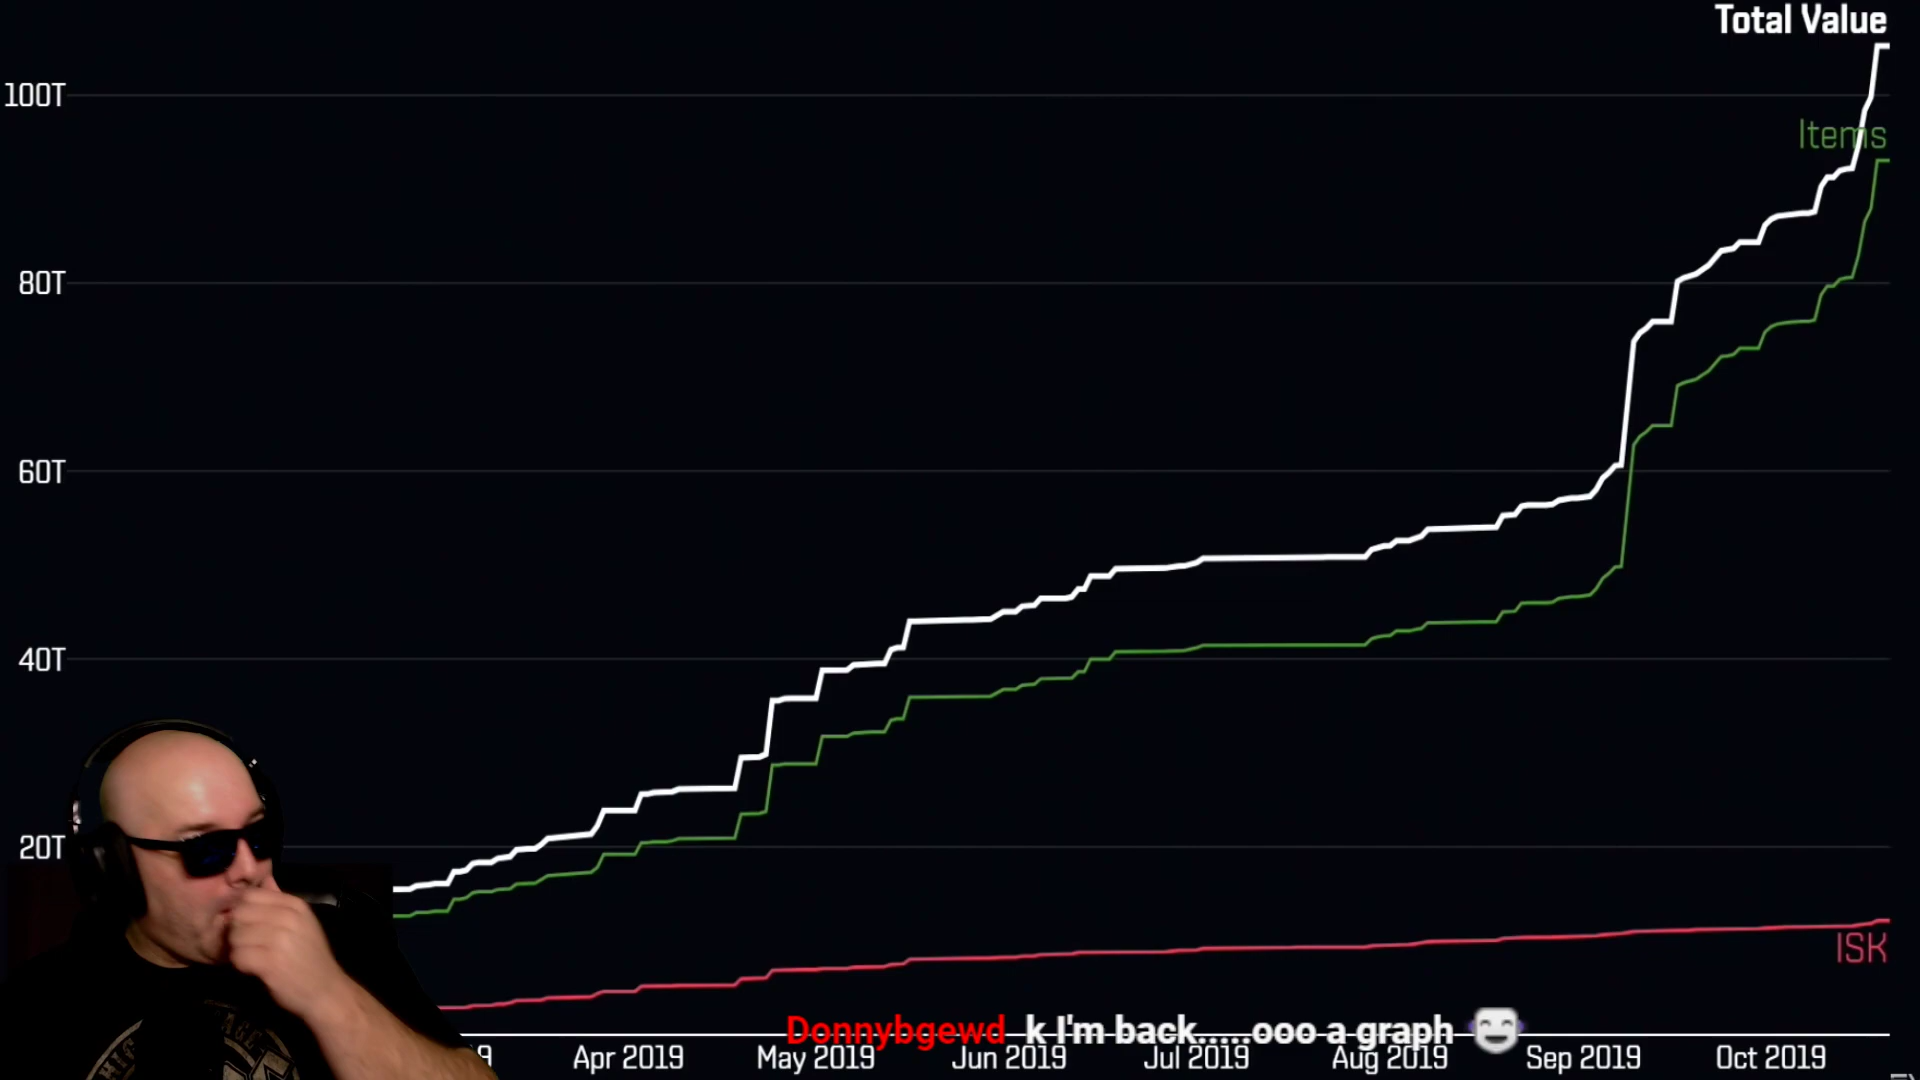 Total Value
100T
Items
80T
60T
40T
20T
ISK
Donnybgewd k I'm back.....ooo a graph
Apr 2019 May 2019 Jun 2019 Jul 2019 Aug 2019 Sep 2019 Oct 2019